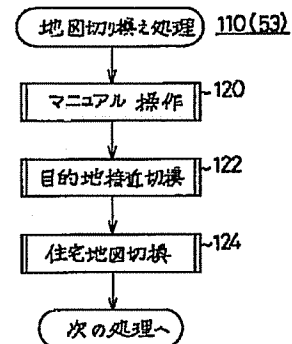 地図切り換え処理 110(53)
マニュアル 操作 120
目的地接近切換 122
住宅地図切換 124
次の処理へ